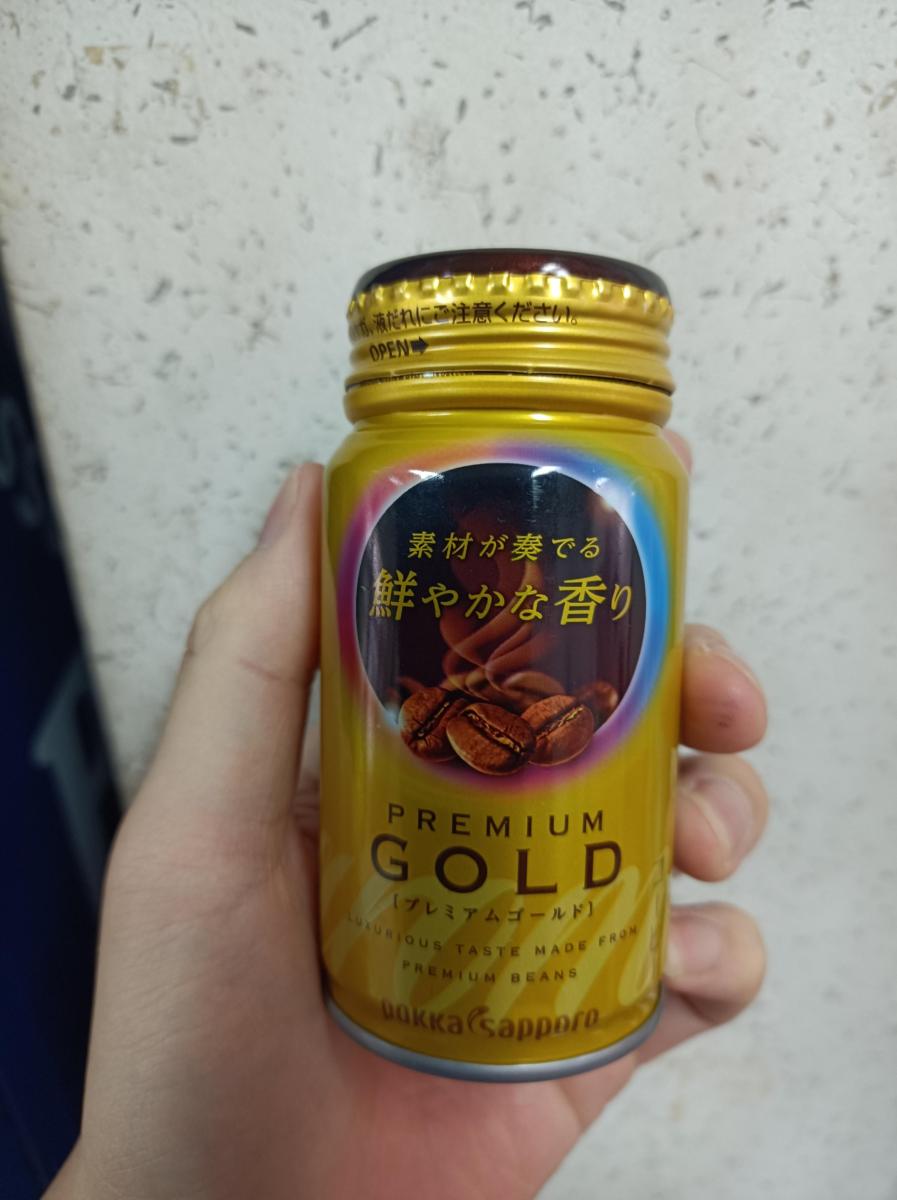 液だれにご注意ください。
OPEN➡
素材が奏でる
鮮やかな香り
PREMIUM
GOLD
[プレミアムゴールド]
LUXURIOUS TASTE MADE FROM
PREMIUM BEANS
pokka sapporo